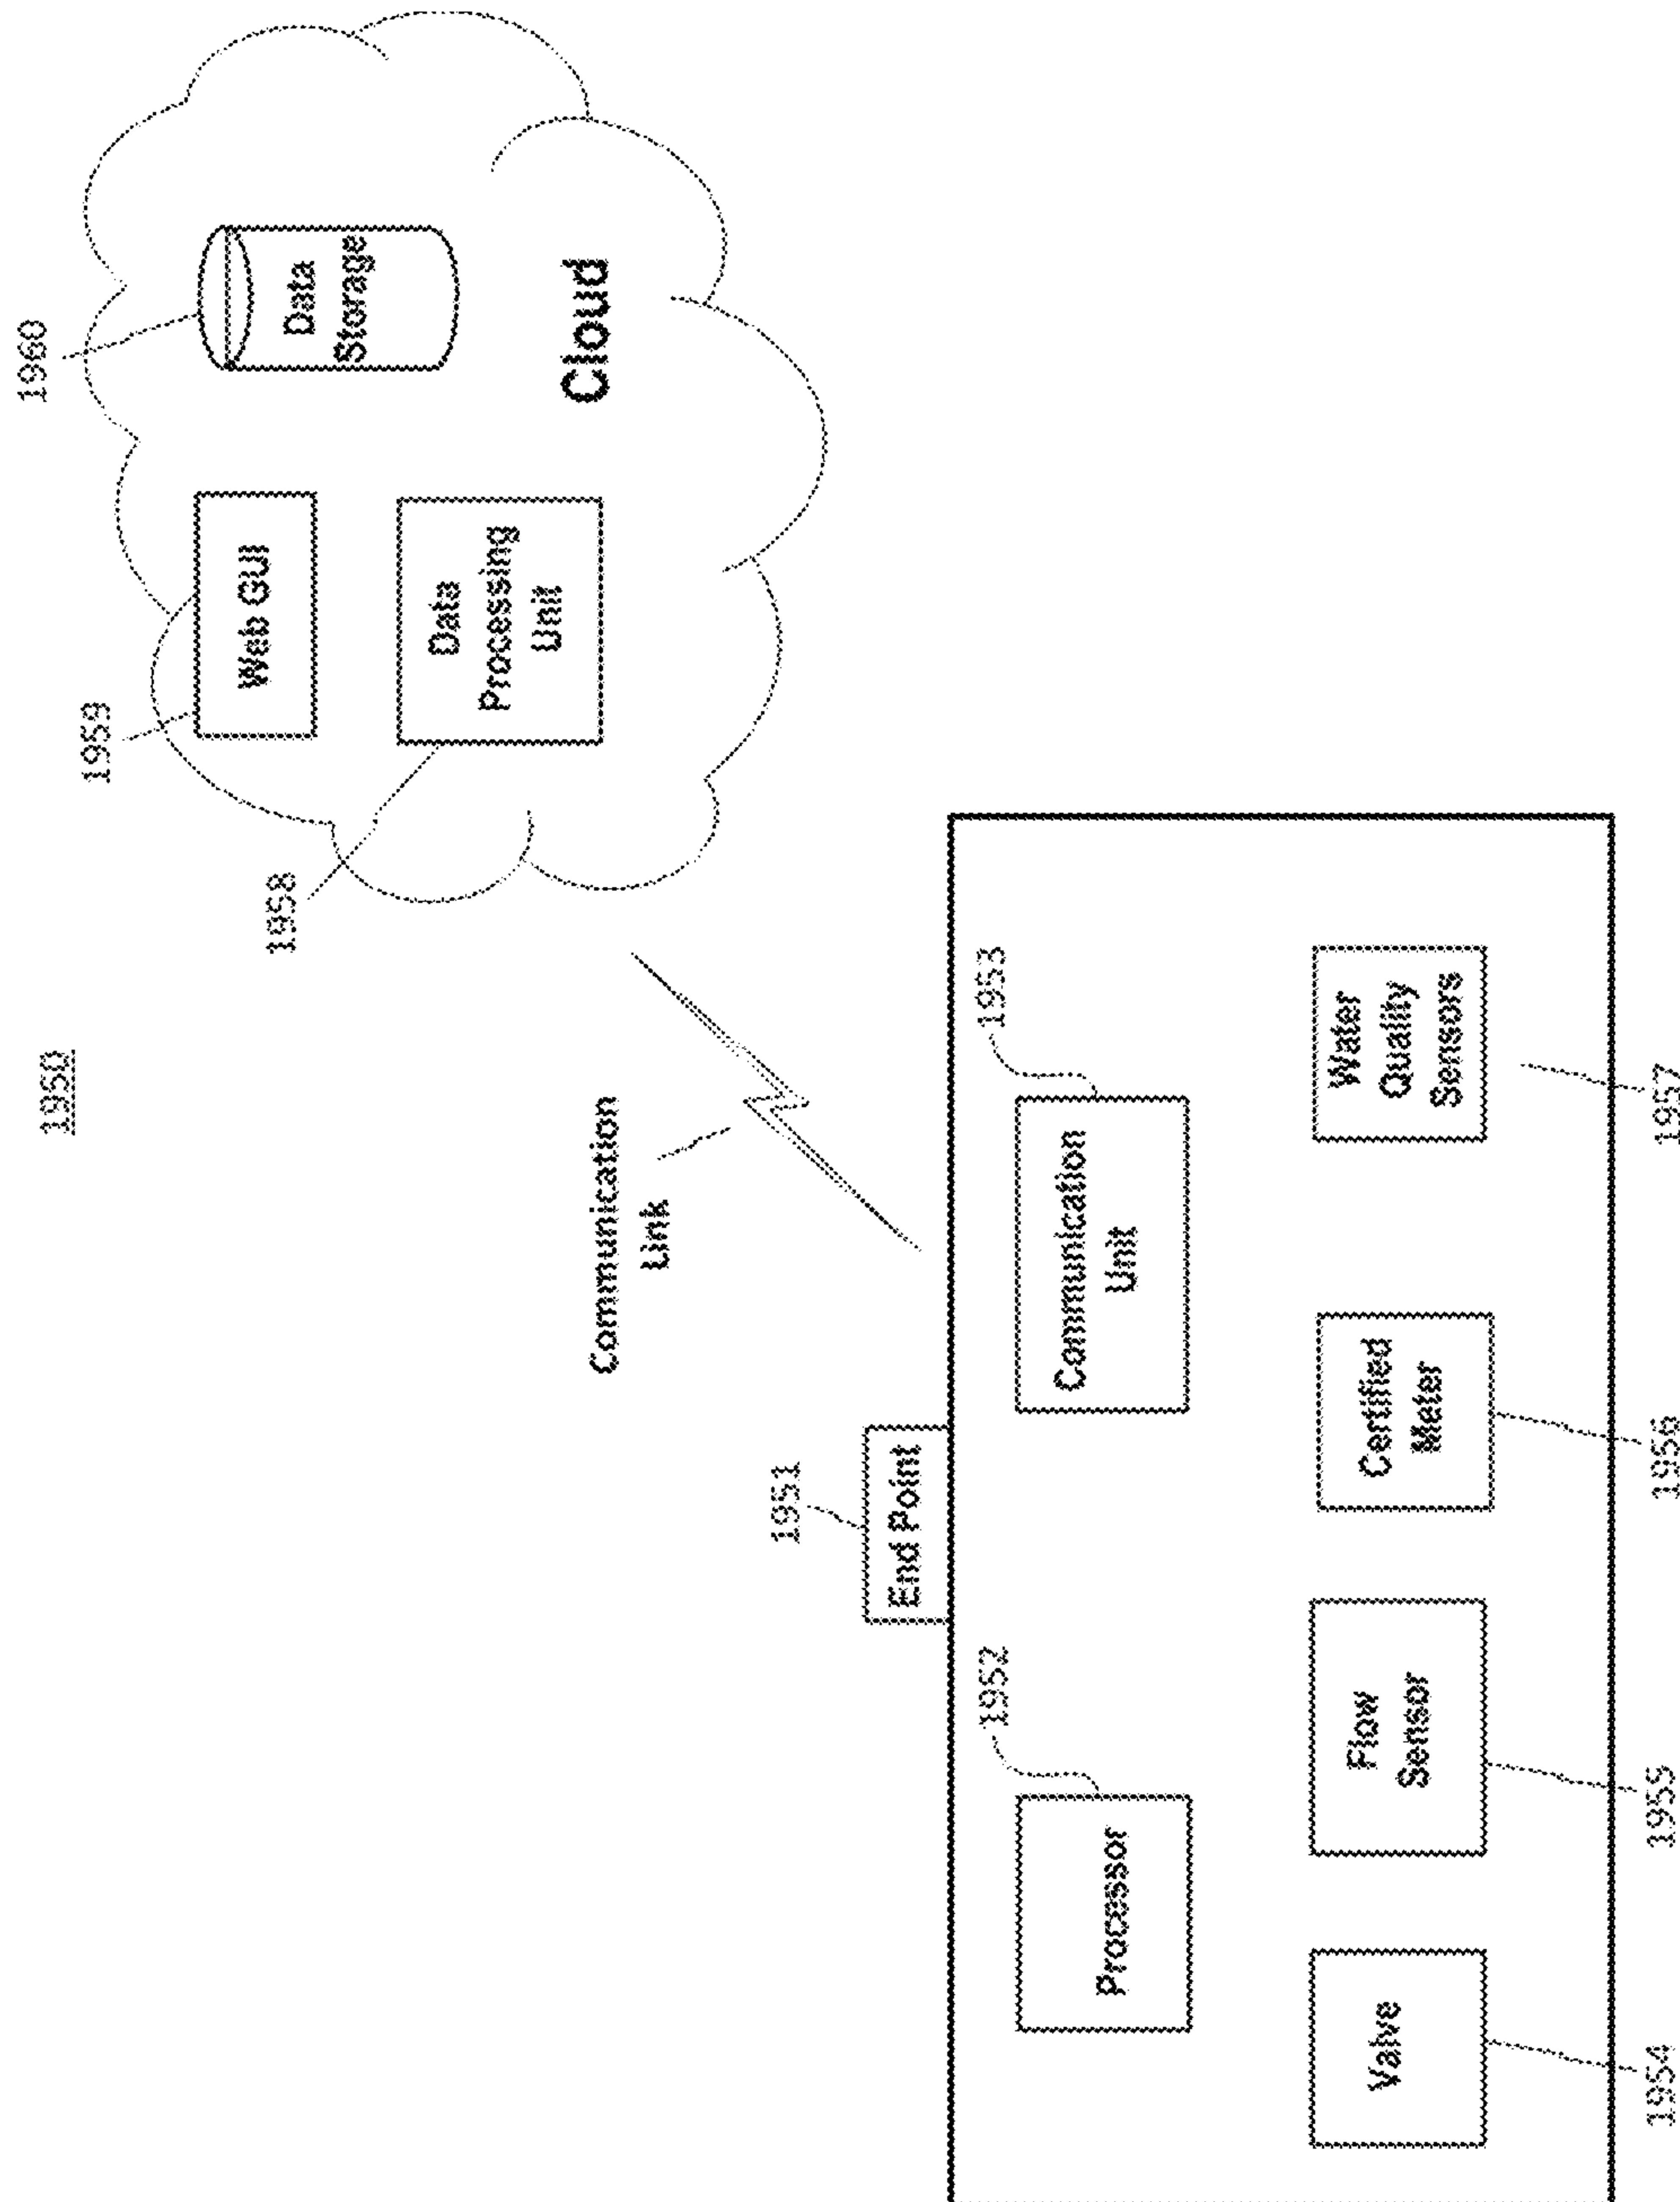 1950
1960
1959
Web GUI
Data
Storage
1958
Data
Processing
Unit
Cloud
Communication
Link
1951
End Point
1952
1953
Processor
Communication
Unit
Valve
Flow
Sensor
Certified
Meter
Water
Quality
Sensors
1954
1955
1956
1957